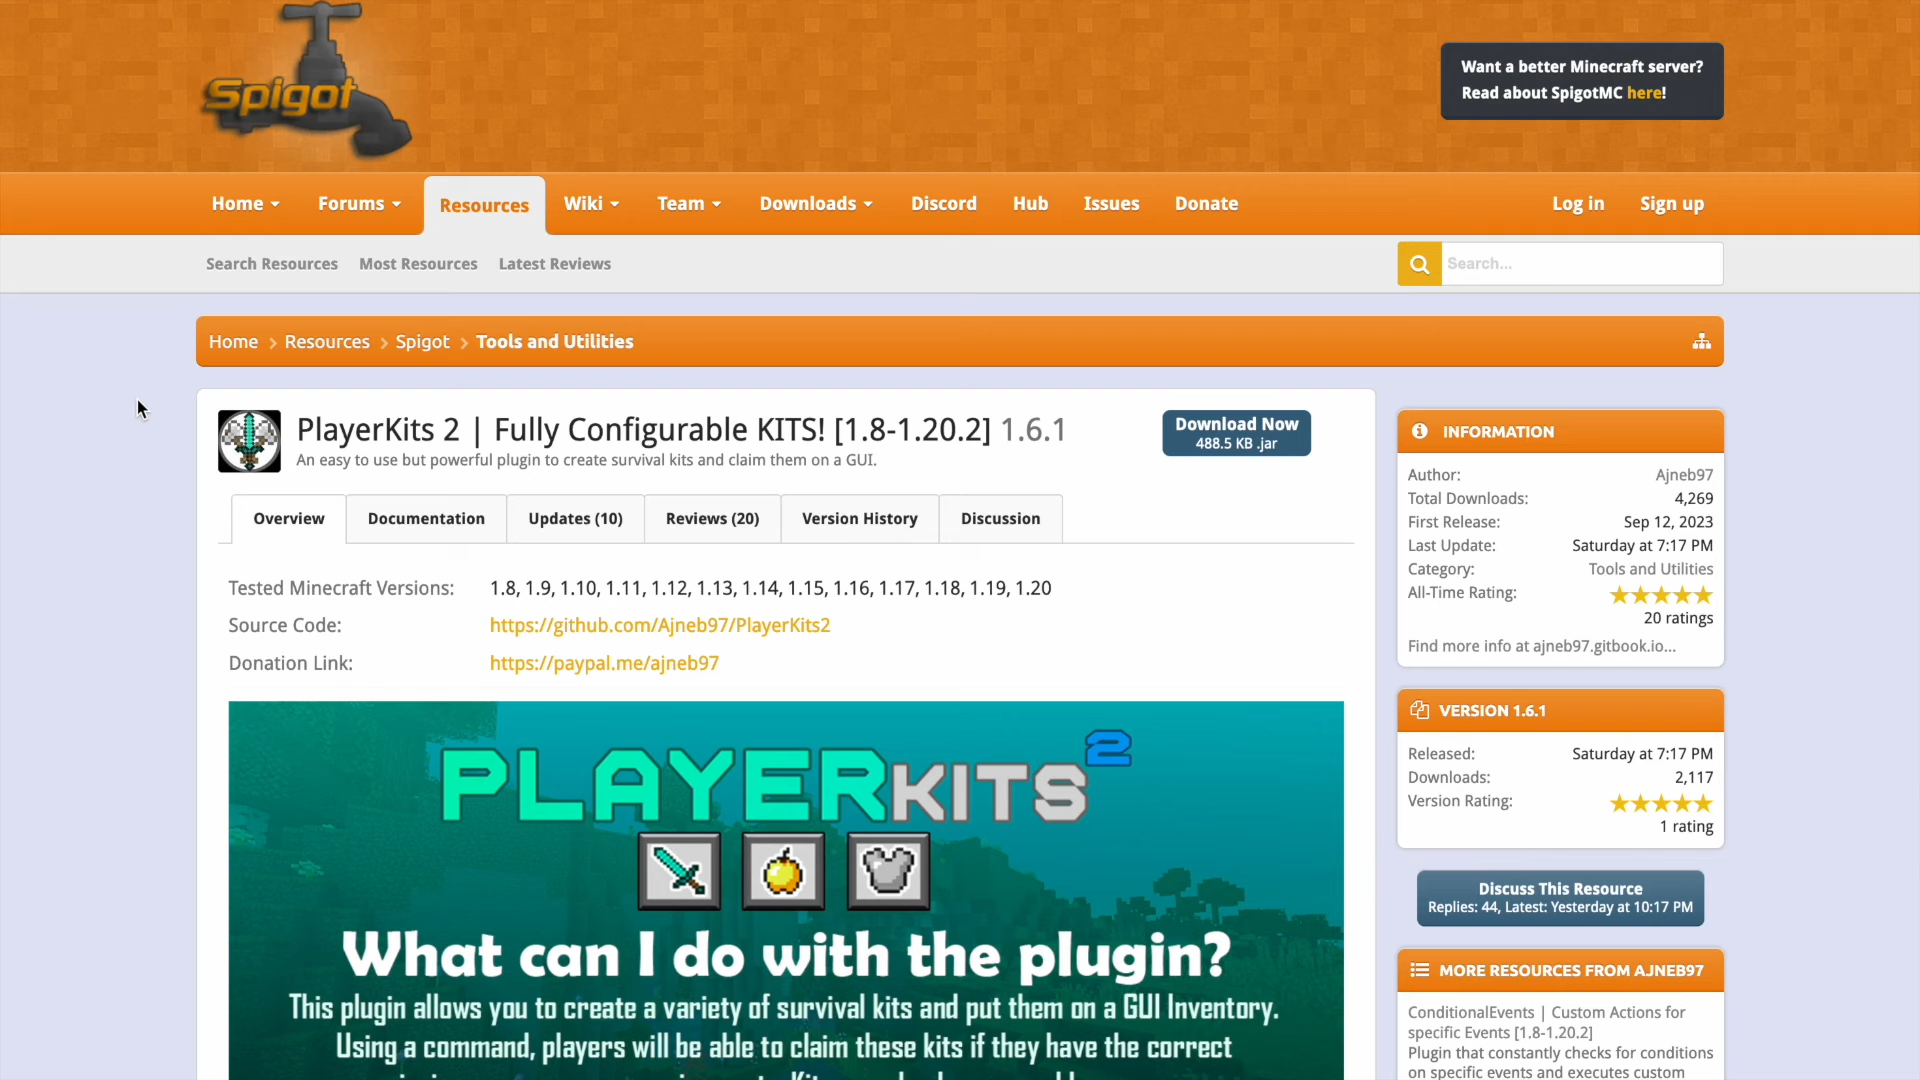 Spigot
Want a better Minecraft server?
Read about SpigotMC here!
Home
Forums
Resources
Wiki
Team
Downloads
Discord
Hub
Issues
Donate
Log in
Sign up
Search Resources
Most Resources
Latest Reviews
Search...
Home
Resources
Spigot
Tools and Utilities
PlayerKits 2 | Fully Configurable KITS! [1.8-1.20.2] 1.6.1
An easy to use but powerful plugin to create survival kits and claim them on a GUI.
Download Now
488.5 KB .jar
Overview
Documentation
Updates (10)
Reviews (20)
Version History
Discussion
Tested Minecraft Versions: 1.8, 1.9, 1.10, 1.11, 1.12, 1.13, 1.14, 1.15, 1.16, 1.17, 1.18, 1.19, 1.20
Source Code: https://github.com/Ajneb97/PlayerKits2
Donation Link: https://paypal.me/ajneb97
PLAYERKITS2
What can I do with the plugin?
This plugin allows you to create a variety of survival kits and put them on a GUI Inventory.
Using a command, players will be able to claim these kits if they have the correct
INFORMATION
Author: Ajneb97
Total Downloads: 4,269
First Release: Sep 12, 2023
Last Update: Saturday at 7:17 PM
Category: Tools and Utilities
All-Time Rating:
20 ratings
Find more info at ajneb97.gitbook.io...
VERSION 1.6.1
Released: Saturday at 7:17 PM
Downloads: 2,117
Version Rating:
1 rating
Discuss This Resource
Replies: 44, Latest: Yesterday at 10:17 PM
MORE RESOURCES FROM AJNEB97
ConditionalEvents | Custom Actions for
specific Events [1.8-1.20.2]
Plugin that constantly checks for conditions
on specific events and executes custom